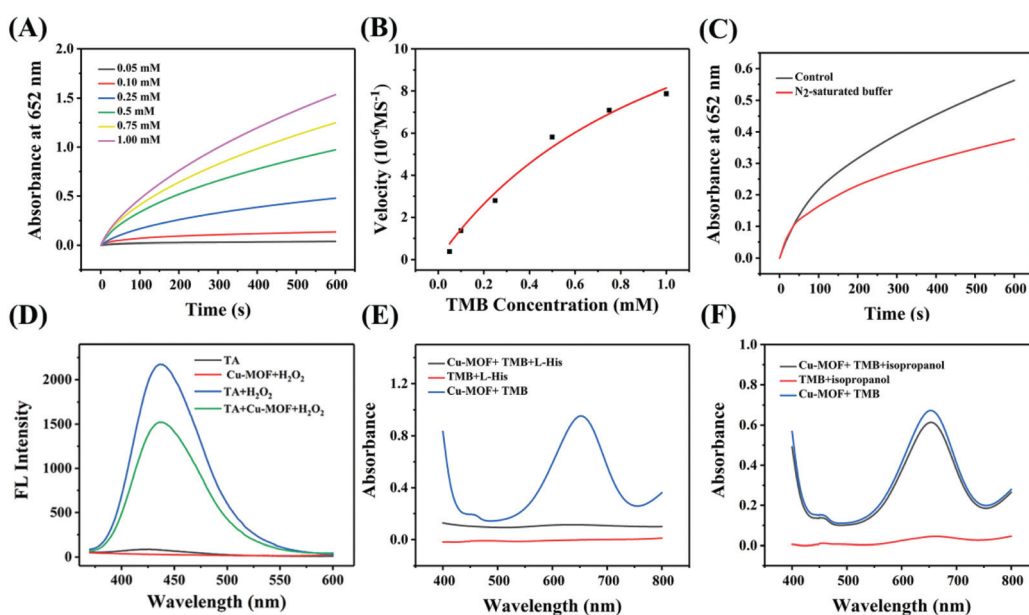 (A)
Absorbance at 652 nm
2.0
1.5
1.0
0.5
0.0
0.05 mM
0.10 mM
0.25 mM
0.5 mM
0.75 mM
1.00 mM
0 100 200 300 400 500 600
Time (s)
(B)
Velocity (10⁻⁶MS⁻¹)
10
8
6
4
2
0
0.0 0.2 0.4 0.6 0.8 1.0
TMB Concentration (mM)
(C)
Absorbance at 652 nm
0.6
0.5
0.4
0.3
0.2
0.1
0.0
Control
N₂-saturated buffer
0 100 200 300 400 500 600
Time (s)
(D)
FL Intensity
2000
1500
1000
500
0
TA
Cu-MOF+H₂O₂
TA+H₂O₂
TA+Cu-MOF+H₂O₂
400 450 500 550 600
Wavelength (nm)
(E)
Absorbance
1.2
0.8
0.4
0.0
Cu-MOF+ TMB+L-His
TMB+L-His
Cu-MOF+ TMB
400 500 600 700 800
Wavelength (nm)
(F)
Absorbance
1.0
0.8
0.6
0.4
0.2
0.0
Cu-MOF+ TMB+isopropanol
TMB+isopropanol
Cu-MOF+ TMB
400 500 600 700 800
Wavelength (nm)